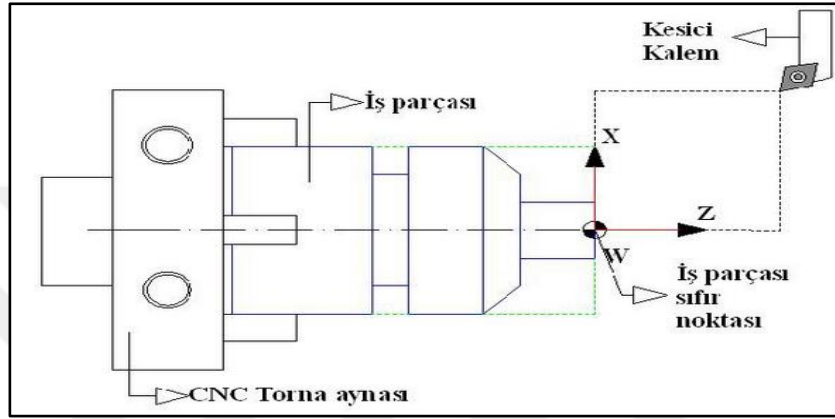 Kesici
Kalem
İş parçası
X
Z
W
İş parçası
sıfır
noktası
CNC Torna aynası